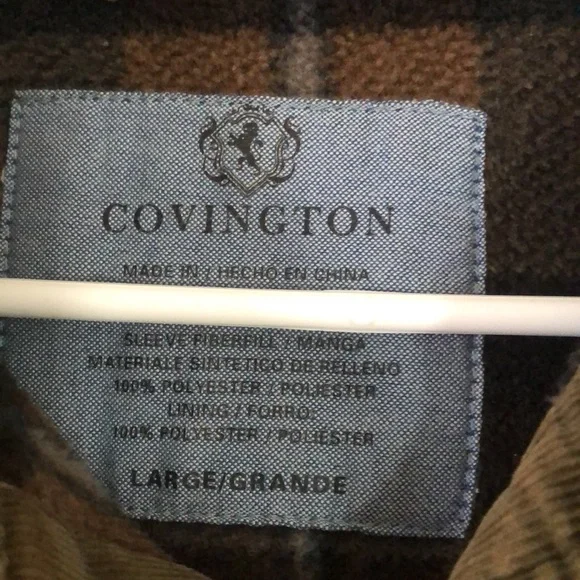 COVINGTON
MADE IN / HECHO EN CHINA
SLEEVE FIBERFILL / MANGA
MATERIALE SINTETICO DE RELLENO
100% POLYESTER / POLIESTER
LINING / FORRO:
100% POLYESTER / POLIESTER
LARGE/GRANDE